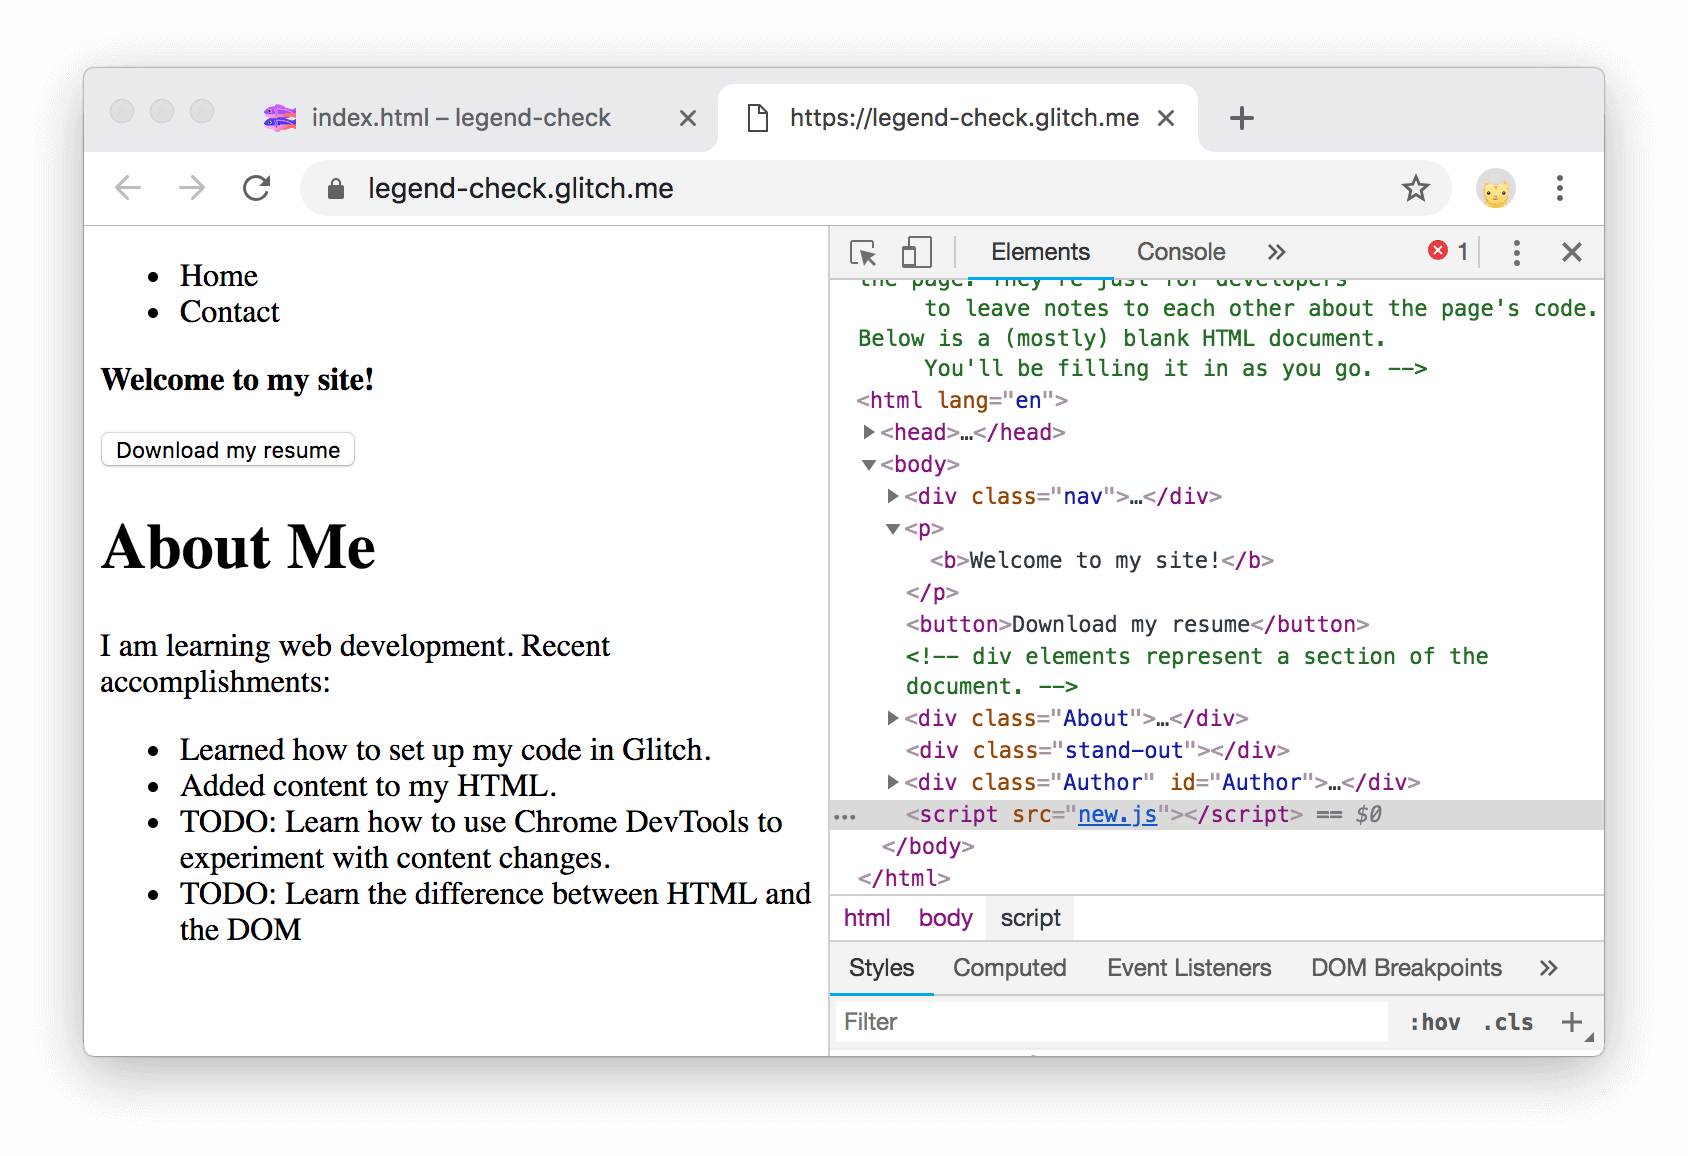 index.html – legend-check
https://legend-check.glitch.me
legend-check.glitch.me
Home
Contact
Welcome to my site!
Download my resume
About Me
I am learning web development. Recent
accomplishments:
Learned how to set up my code in Glitch.
Added content to my HTML.
TODO: Learn how to use Chrome DevTools to
experiment with content changes.
TODO: Learn the difference between HTML and
the DOM
Elements Console » 1
the page. They're just for developers
to leave notes to each other about the page's code.
Below is a (mostly) blank HTML document.
You'll be filling it in as you go. -->
<html lang="en">
<head>…</head>
<body>
<div class="nav">…</div>
<p>
<b>Welcome to my site!</b>
</p>
<button>Download my resume</button>
<!-- div elements represent a section of the
document. -->
<div class="About">…</div>
<div class="stand-out"></div>
<div class="Author" id="Author">…</div>
… <script src="new.js"></script> == $0
</body>
</html>
html body script
Styles Computed Event Listeners DOM Breakpoints »
Filter :hov .cls +